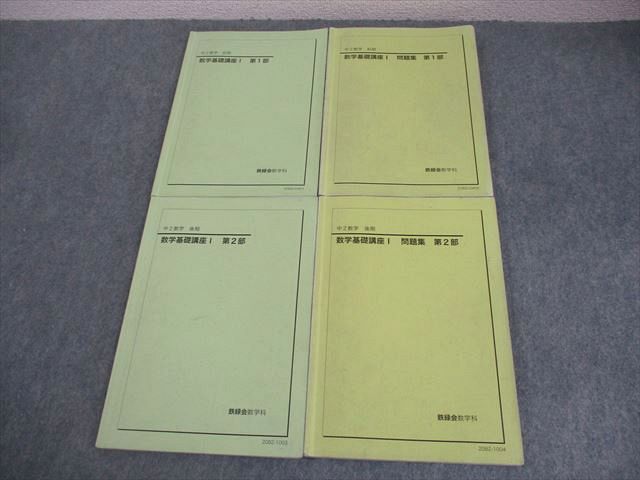 中2数学 前期
数学基礎講座Ⅰ 第1部
鉄緑会数学科
中2数学 前期
数学基礎講座Ⅰ 問題集 第1部
鉄緑会数学科
中2数学 後期
数学基礎講座Ⅰ 第2部
鉄緑会数学科
2082-1003
中2数学 後期
数学基礎講座Ⅰ 問題集 第2部
鉄緑会数学科
2082-1004